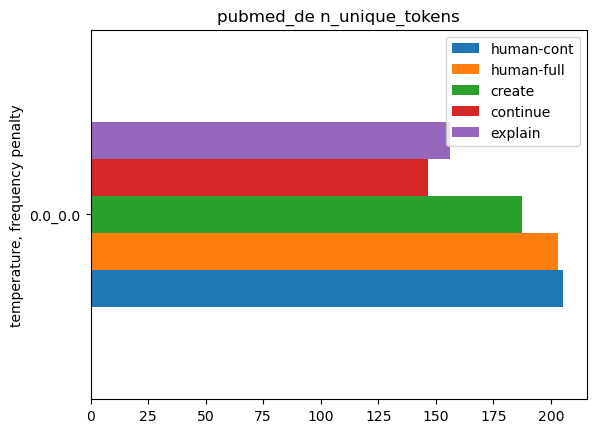 pubmed_de n_unique_tokens
human-cont
human-full
create
continue
explain
temperature, frequency penalty
0.0_0.0
0 25 50 75 100 125 150 175 200